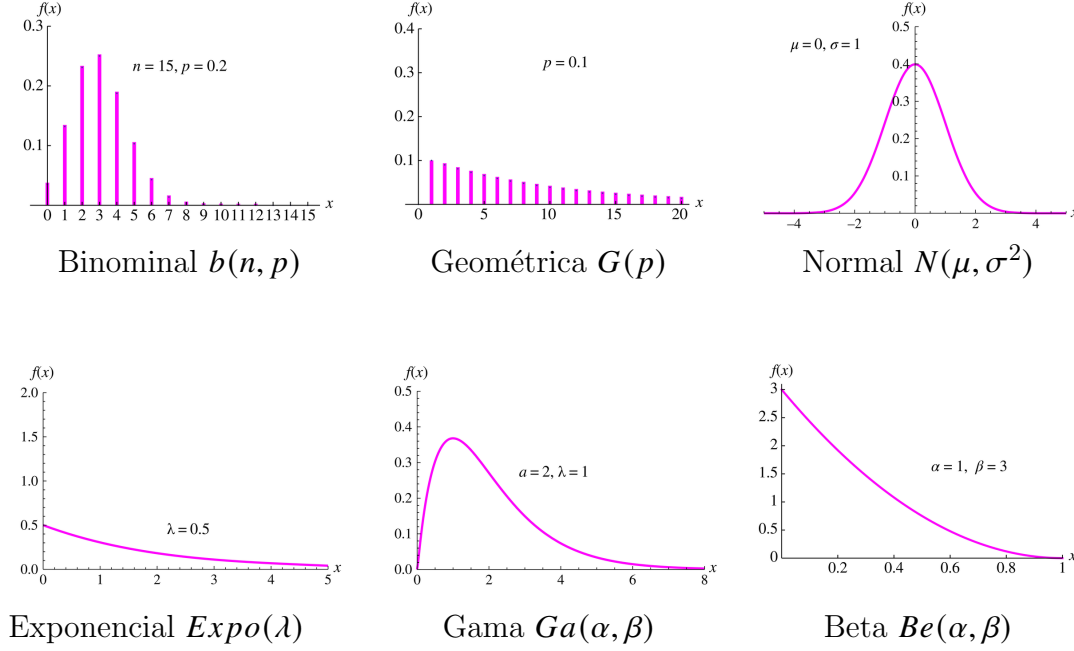 f(x)
0.3
0.2
0.1
n = 15, p = 0.2
0 1 2 3 4 5 6 7 8 9 10 11 12 13 14 15
x
Binominal b(n, p)
f(x)
0.4
0.3
0.2
0.1
p = 0.1
0 5 10 15 20
x
Geométrica G(p)
f(x)
0.5
0.4
0.3
0.2
0.1
μ = 0, σ = 1
−4 −2 0 2 4
x
Normal N(μ, σ²)
f(x)
2.0
1.5
1.0
0.5
0.0
λ = 0.5
0 1 2 3 4 5
x
Exponencial Expo(λ)
f(x)
0.5
0.4
0.3
0.2
0.1
0.0
a = 2, λ = 1
0 2 4 6 8
x
Gama Ga(α, β)
f(x)
3
2.5
2
1.5
1
0.5
0
α = 1, β = 3
0.2 0.4 0.6 0.8 1
x
Beta Be(α, β)